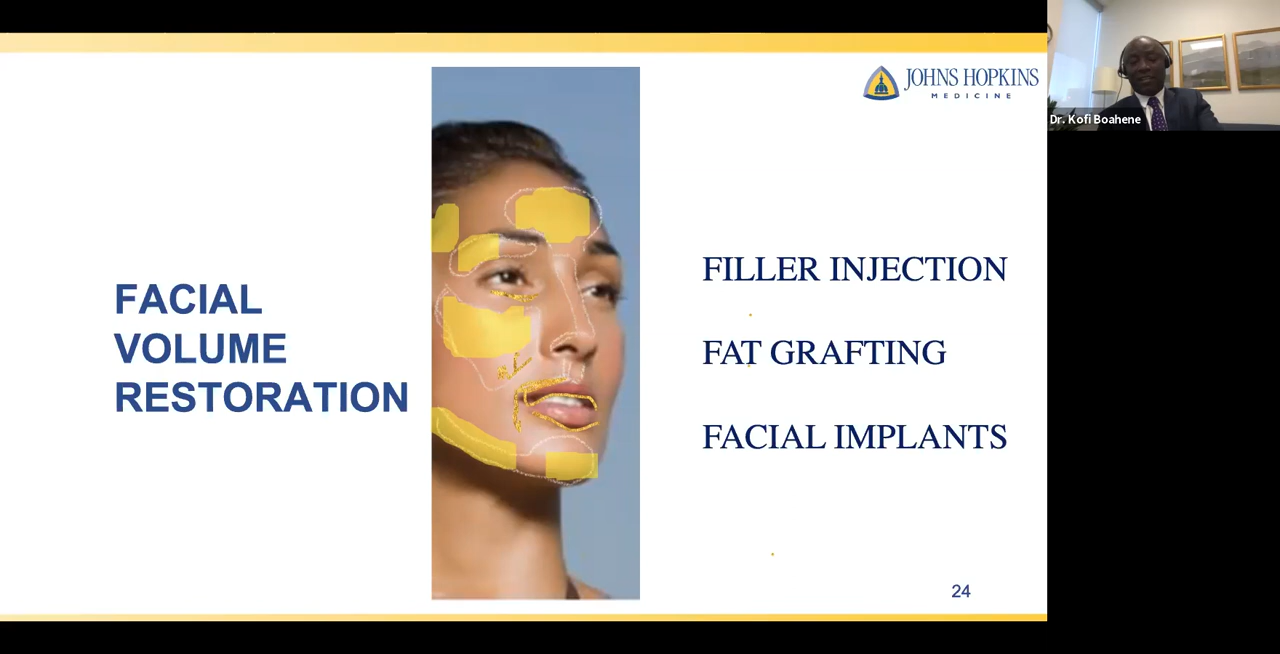 FACIAL
VOLUME
RESTORATION
JOHNS HOPKINS
MEDICINE
FILLER INJECTION
FAT GRAFTING
FACIAL IMPLANTS
24
Dr. Kofi Boahene